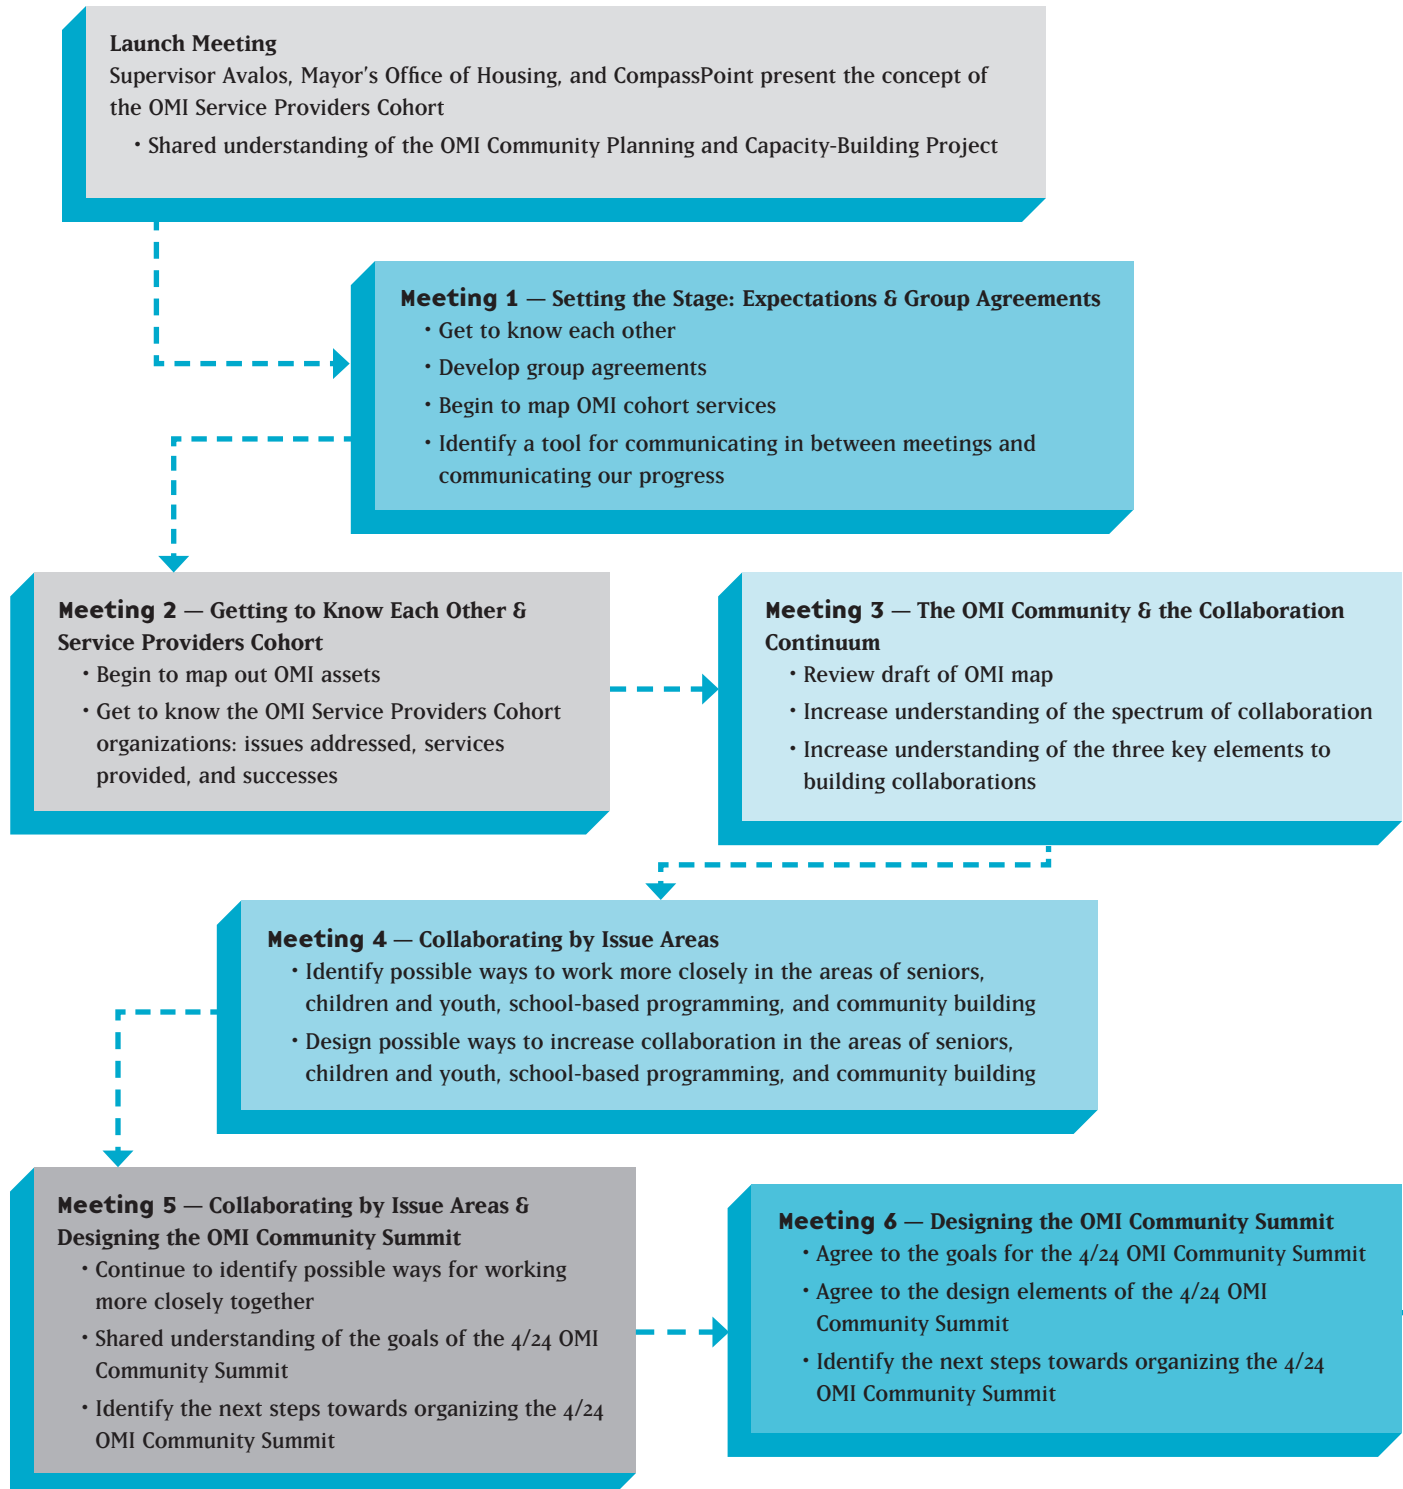 Launch Meeting
Supervisor Avalos, Mayor's Office of Housing, and CompassPoint present the concept of
the OMI Service Providers Cohort
• Shared understanding of the OMI Community Planning and Capacity-Building Project
Meeting 1 — Setting the Stage: Expectations & Group Agreements
• Get to know each other
• Develop group agreements
• Begin to map OMI cohort services
• Identify a tool for communicating in between meetings and
communicating our progress
Meeting 2 — Getting to Know Each Other &
Service Providers Cohort
• Begin to map out OMI assets
• Get to know the OMI Service Providers Cohort
organizations: issues addressed, services
provided, and successes
Meeting 3 — The OMI Community & the Collaboration
Continuum
• Review draft of OMI map
• Increase understanding of the spectrum of collaboration
• Increase understanding of the three key elements to
building collaborations
Meeting 4 — Collaborating by Issue Areas
• Identify possible ways to work more closely in the areas of seniors,
children and youth, school-based programming, and community building
• Design possible ways to increase collaboration in the areas of seniors,
children and youth, school-based programming, and community building
Meeting 5 — Collaborating by Issue Areas &
Designing the OMI Community Summit
• Continue to identify possible ways for working
more closely together
• Shared understanding of the goals of the 4/24 OMI
Community Summit
• Identify the next steps towards organizing the 4/24
OMI Community Summit
Meeting 6 — Designing the OMI Community Summit
• Agree to the goals for the 4/24 OMI Community Summit
• Agree to the design elements of the 4/24 OMI
Community Summit
• Identify the next steps towards organizing the 4/24
OMI Community Summit